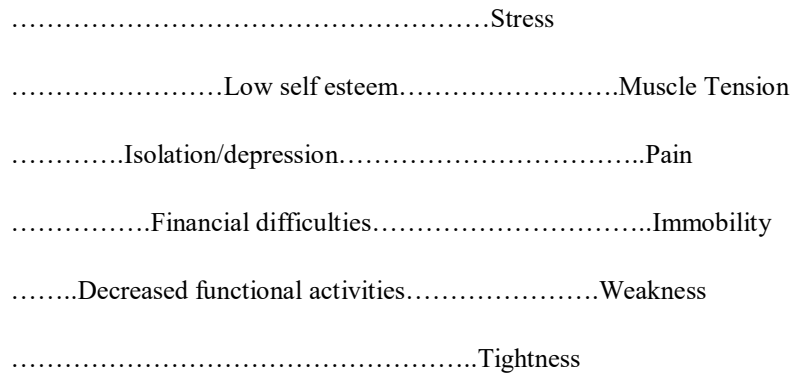 ……………………………………………Stress
……………………Low self esteem…………………….Muscle Tension
………….Isolation/depression……………………………..Pain
…………….Financial difficulties…………………………..Immobility
……..Decreased functional activities………………….Weakness
…………………………………………..Tightness